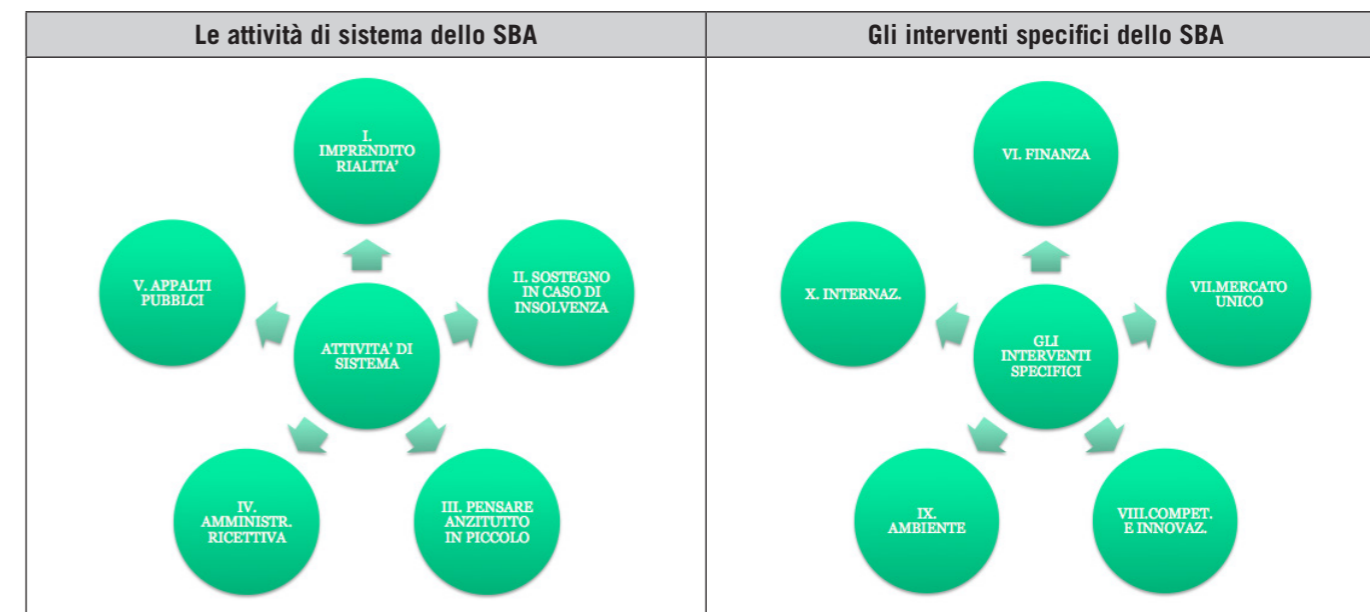 Le attività di sistema dello SBA
I.
IMPRENDITO
RIALITA'
II. SOSTEGNO
IN CASO DI
INSOLVENZA
III. PENSARE
ANZITUTTO
IN PICCOLO
IV.
AMMINISTR.
RICETTIVA
V. APPALTI
PUBBLCI
ATTIVITA' DI
SISTEMA
Gli interventi specifici dello SBA
VI. FINANZA
VII.MERCATO
UNICO
VIII.COMPET.
E INNOVAZ.
IX.
AMBIENTE
X. INTERNAZ.
GLI
INTERVENTI
SPECIFICI